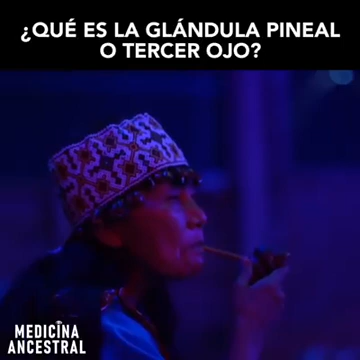 ¿QUÉ ES LA GLÁNDULA PINEAL
O TERCER OJO?
MEDICINA
ANCESTRAL